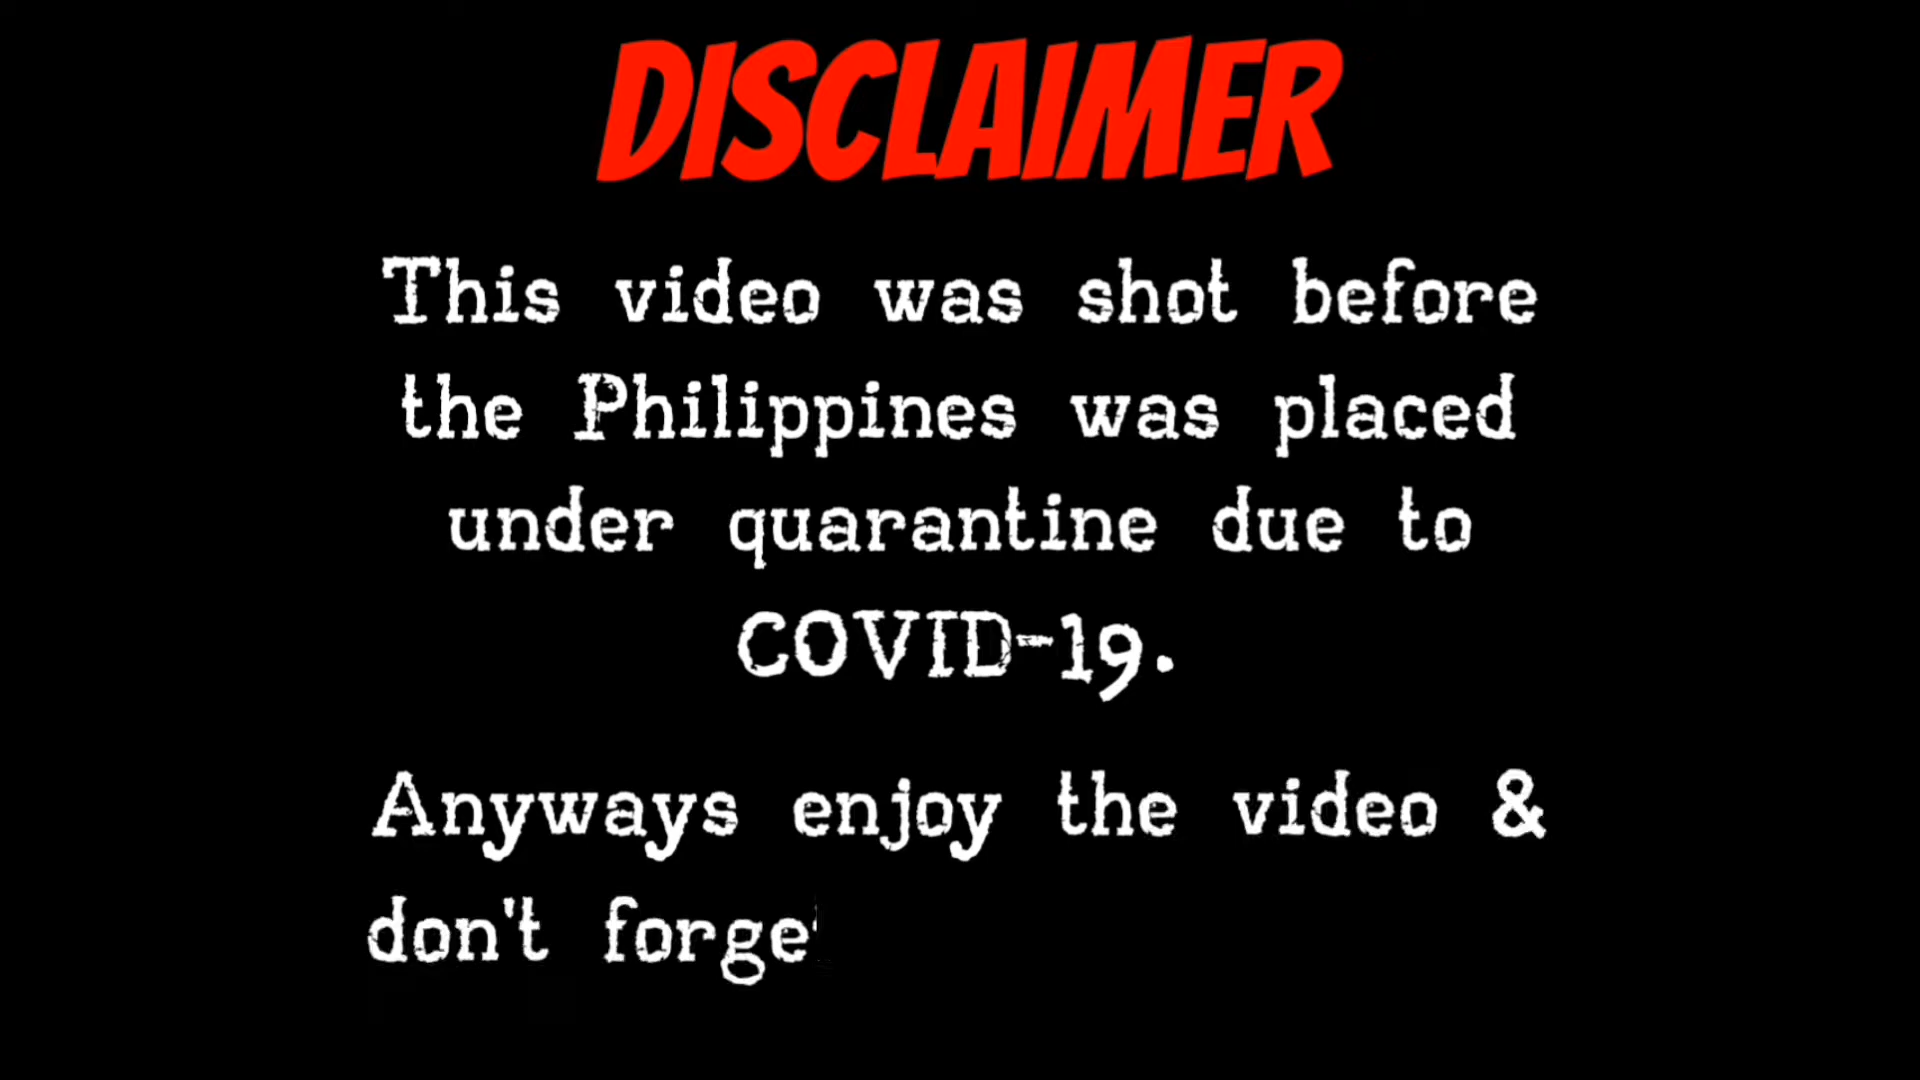 DISCLAIMER
This video was shot before
the Philippines was placed
under quarantine due to
COVID-19.
Anyways enjoy the video &
don't forge